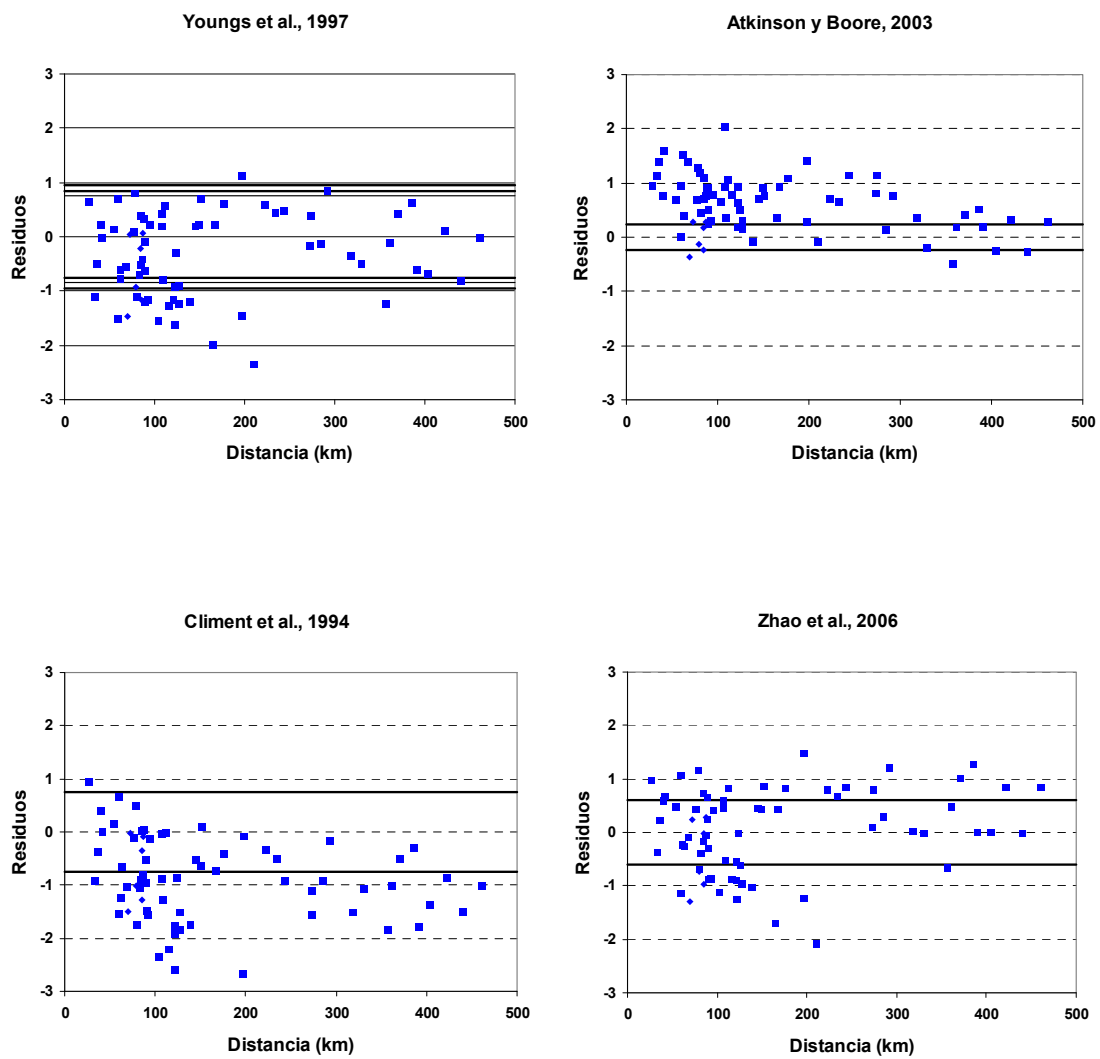 Youngs et al., 1997
3
2
1
0
-1
-2
-3
Residuos
0 100 200 300 400 500
Distancia (km)
Atkinson y Boore, 2003
3
2
1
0
-1
-2
-3
Residuos
0 100 200 300 400 500
Distancia (km)
Climent et al., 1994
3
2
1
0
-1
-2
-3
Residuos
0 100 200 300 400 500
Distancia (km)
Zhao et al., 2006
3
2
1
0
-1
-2
-3
Residuos
0 100 200 300 400 500
Distancia (km)